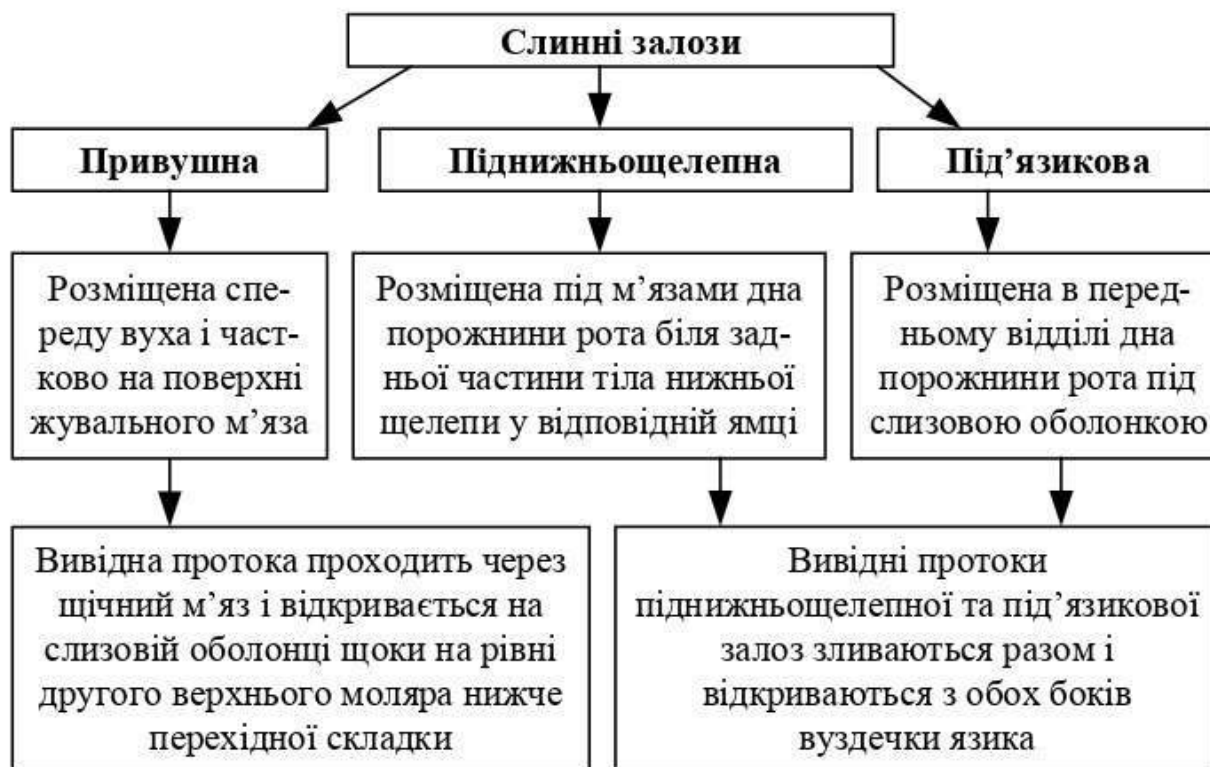 Слинні залози
Привушна
Піднижньощелепна
Під’язикова
Розміщена спе-
реду вуха і част-
ково на поверхні
жувального м’яза
Розміщена під м’язами дна
порожнини рота біля зад-
ньої частини тіла нижньої
щелепи у відповідній ямці
Розміщена в перед-
ньому відділі дна
порожнини рота під
слизовою оболонкою
Вивідна протока проходить через
щічний м’яз і відкривається на
слизовій оболонці щоки на рівні
другого верхнього моляра нижче
перехідної складки
Вивідні протоки
піднижньощелепної та під’язикової
залоз зливаються разом і
відкриваються з обох боків
вуздечки язика